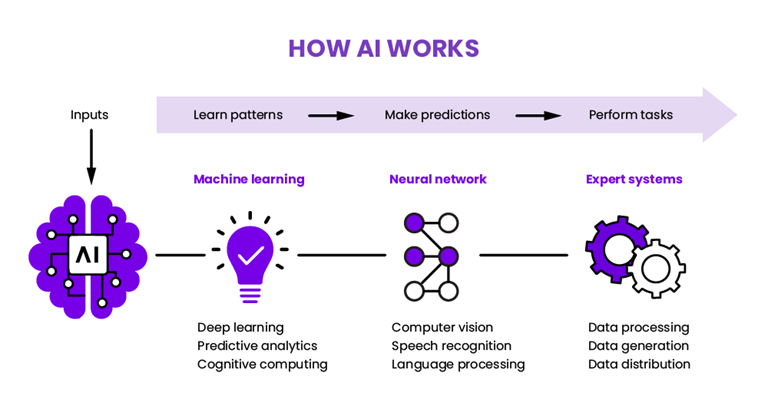 HOW AI WORKS
Inputs
Learn patterns
Make predictions
Perform tasks
Machine learning
Neural network
Expert systems
AI
Deep learning
Predictive analytics
Cognitive computing
Computer vision
Speech recognition
Language processing
Data processing
Data generation
Data distribution